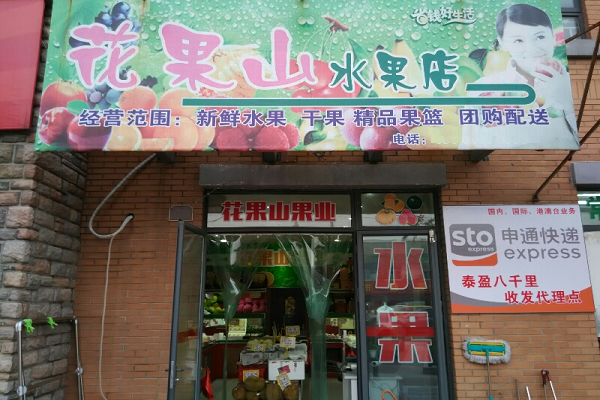 省钱好生活
花果山水果店
经营范围： 新鲜水果 干果 精品果篮 团购配送
电话：
花果山果业
水果
国内、国际、港澳台业务
sto express 申通快递 express
泰盈八千里
收发代理点